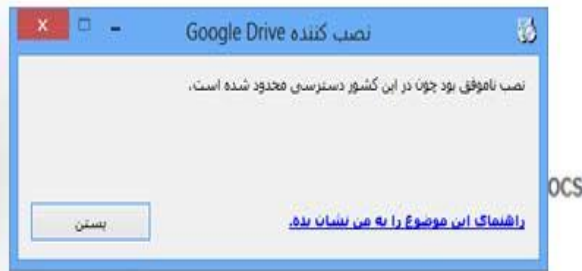 نصب کننده Google Drive
نصب ناموفق بود چون در این کشور دسترسی محدود شده است.
راهنمای این موضوع را به من نشان بده.
بستن
ocs